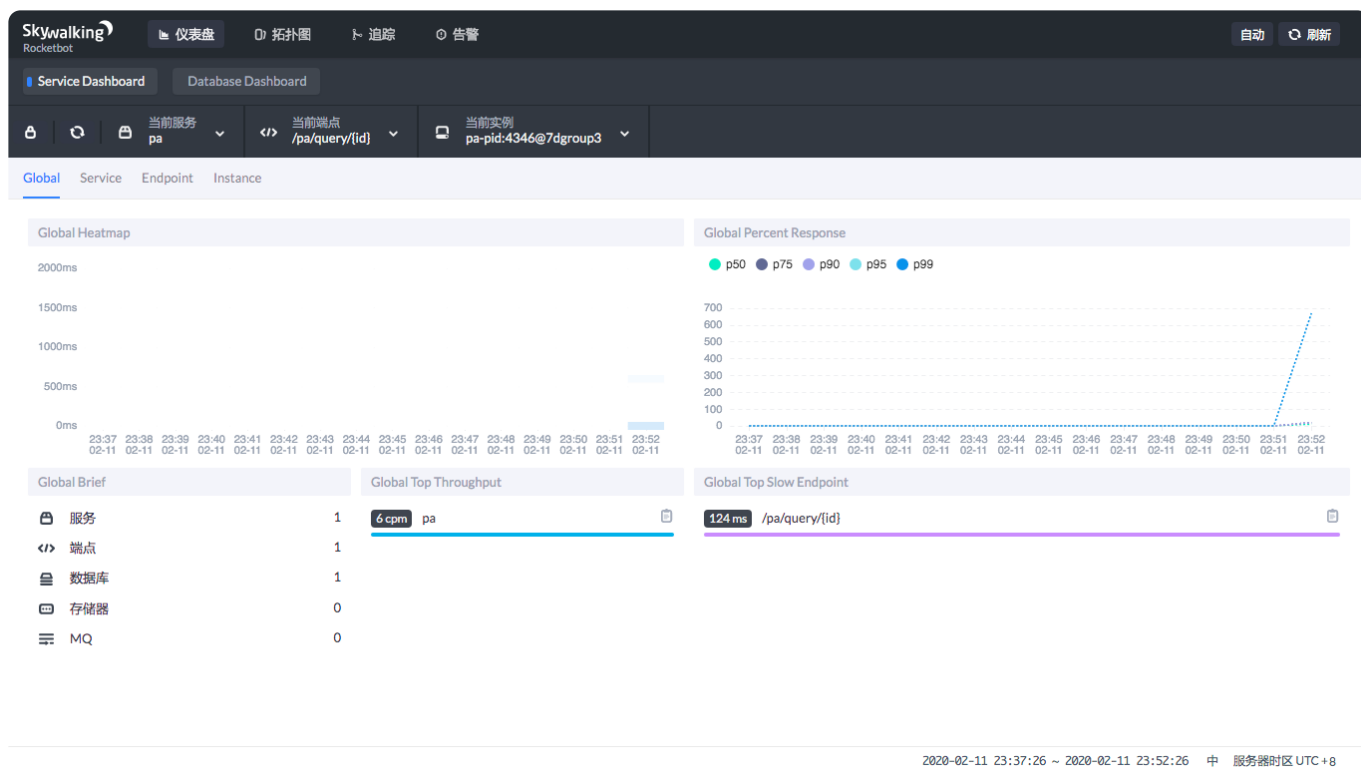 Skywalking
Rocketbot
仪表盘 拓扑图 追踪 告警 自动 刷新
Service Dashboard Database Dashboard
当前服务 当前端点 当前实例
pa /pa/query/{id} pa-pid:4346@7dgroup3
Global Service Endpoint Instance
Global Heatmap Global Percent Response
p50 p75 p90 p95 p99
2000ms
1500ms
1000ms
500ms
0ms
23:37 23:38 23:39 23:40 23:41 23:42 23:43 23:44 23:45 23:46 23:47 23:48 23:49 23:50 23:51 23:52
02-11 02-11 02-11 02-11 02-11 02-11 02-11 02-11 02-11 02-11 02-11 02-11 02-11 02-11 02-11 02-11
700
600
500
400
300
200
100
0
23:37 23:38 23:39 23:40 23:41 23:42 23:43 23:44 23:45 23:46 23:47 23:48 23:49 23:50 23:51 23:52
02-11 02-11 02-11 02-11 02-11 02-11 02-11 02-11 02-11 02-11 02-11 02-11 02-11 02-11 02-11 02-11
Global Brief Global Top Throughput Global Top Slow Endpoint
服务 1
端点 1
数据库 1
存储器 0
MQ 0
6 cpm pa
124 ms /pa/query/{id}
2020-02-11 23:37:26 ~ 2020-02-11 23:52:26 中 服务器时区 UTC +8